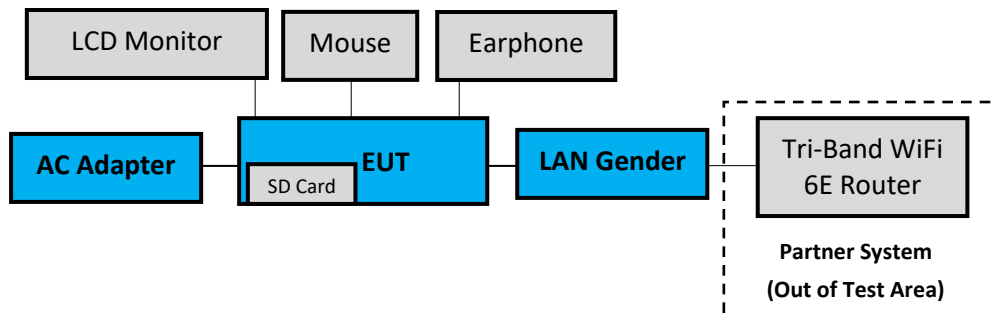 LCD Monitor
Mouse
Earphone
AC Adapter
EUT
SD Card
LAN Gender
Tri-Band WiFi
6E Router
Partner System
(Out of Test Area)